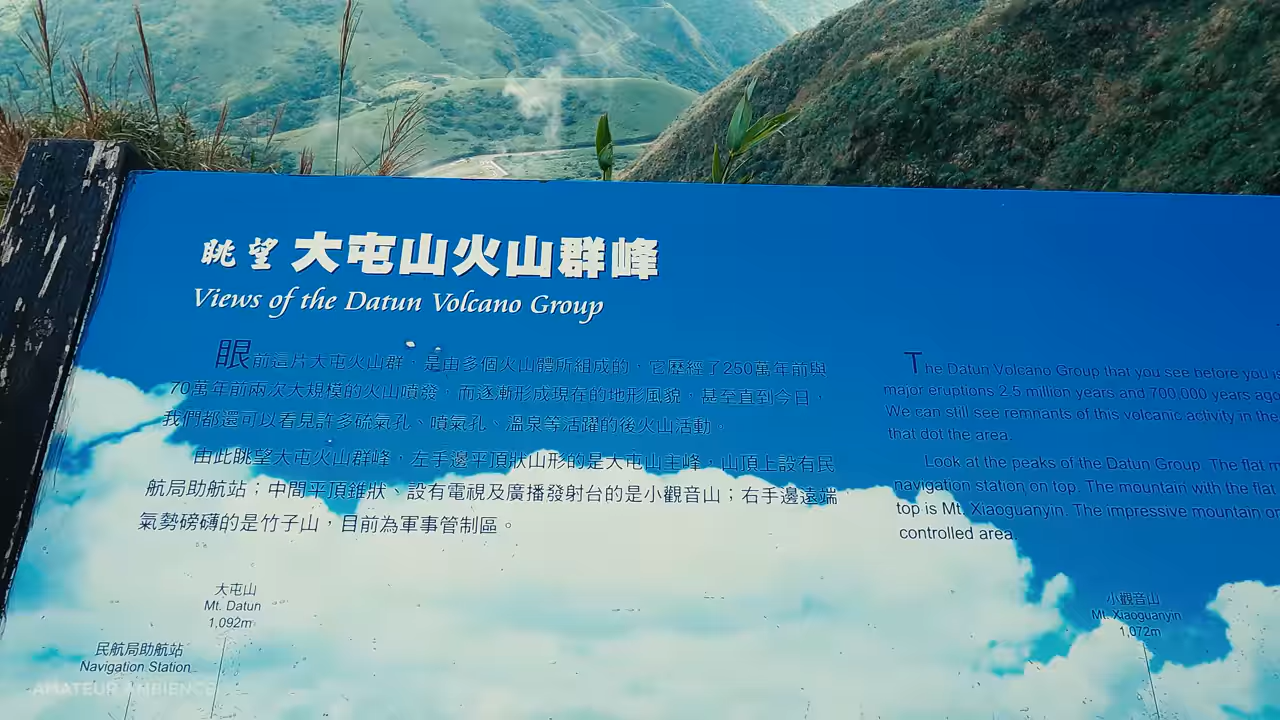 眺望 大屯山火山群峰
Views of the Datun Volcano Group
眼前這片大屯火山群，是由多個火山體所組成的，它歷經了250萬年前與
70萬年前兩次大規模的火山噴發，而逐漸形成現在的地形風貌，甚至直到今日，
我們都還可以看見許多硫氣孔、噴氣孔、溫泉等活躍的後火山活動。
由此眺望大屯火山群峰，左手邊平頂狀山形的是大屯山主峰，山頂上設有民
航局助航站；中間平頂錐狀、設有電視及廣播發射台的是小觀音山；右手邊遠端
氣勢磅礡的是竹子山，目前為軍事管制區。
The Datun Volcano Group that you see before you
major eruptions 2.5 million years and 700,000 years ago
We can still see remnants of this volcanic activity in the
that dot the area.
Look at the peaks of the Datun Group. The flat
navigation station on top. The mountain with the flat
top is Mt. Xiaoguanyin. The impressive mountain
controlled area.
大屯山
Mt. Datun
1,092m
民航局助航站
Navigation Station
小觀音山
Mt. Xiaoguanyin
1,072m
AMATEUR AMBIENCE